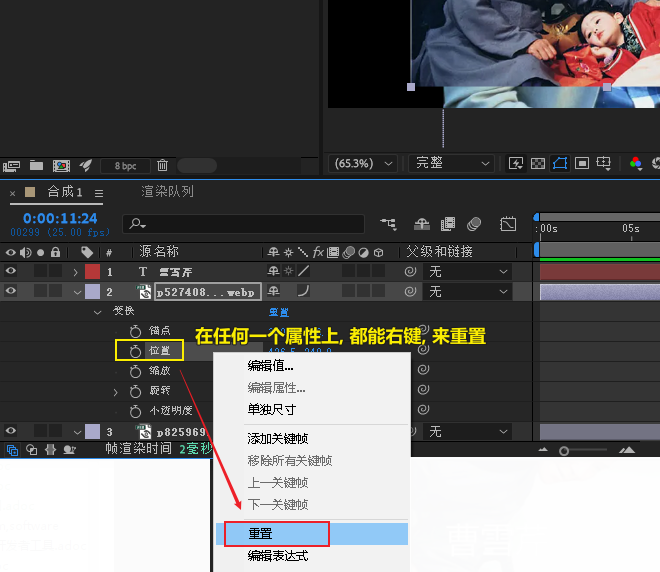 8 bpc
(65.3%)
完整
× 合成 1 ☰
渲染队列
0:00:11:24
00299 (25.00 fps)
:00s
05s
# 源名称
fx
父级和链接
1 T 曹雪芹
无
2 p527408...webp
无
变换
重置
锚点
在任何一个属性上, 都能右键, 来重置
位置
缩放
旋转
不透明度
3 p825969
无
帧渲染时间 2毫秒
编辑值...
编辑属性...
单独尺寸
添加关键帧
移除所有关键帧
上一关键帧
下一关键帧
重置
编辑表达式